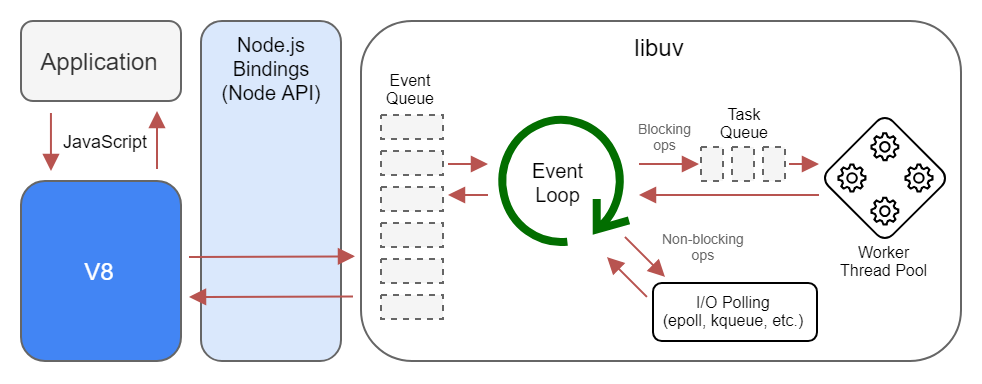 Application
JavaScript
V8
Node.js
Bindings
(Node API)
libuv
Event
Queue
Event
Loop
Blocking
ops
Task
Queue
Worker
Thread Pool
Non-blocking
ops
I/O Polling
(epoll, kqueue, etc.)